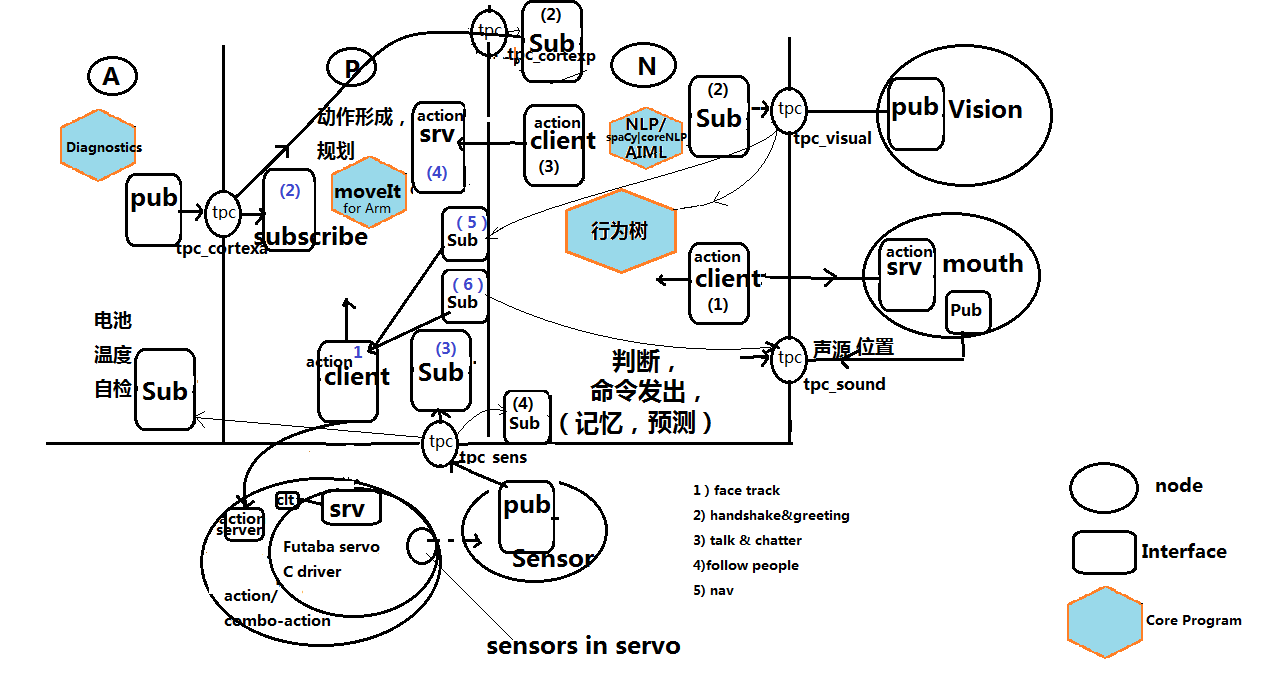 A
Diagnostics
pub
tpc
tpc_cortexa
电池
温度
自检
Sub
P
动作形成，
规划
action
srv
(4)
moveIt
for Arm
(2)
subscribe
（5）
Sub
（6）
Sub
action
1
client
(3)
Sub
tpc
tpc_cortexp
(2)
Sub
N
action
client
(3)
NLP/
spaCy|coreNLP
AIML
(2)
Sub
行为树
action
client
(1)
判断，
命令发出，
（记忆，预测）
(4)
Sub
tpc
tpc_sens
tpc
tpc_visual
pub
Vision
action
srv
mouth
Pub
tpc
声源 位置
tpc_sound
action
server
clt
srv
Futaba servo
C driver
action/
combo-action
pub
Sensor
sensors in servo
1 ) face track
2) handshake&greeting
3) talk & chatter
4)follow people
5) nav
node
Interface
Core Program